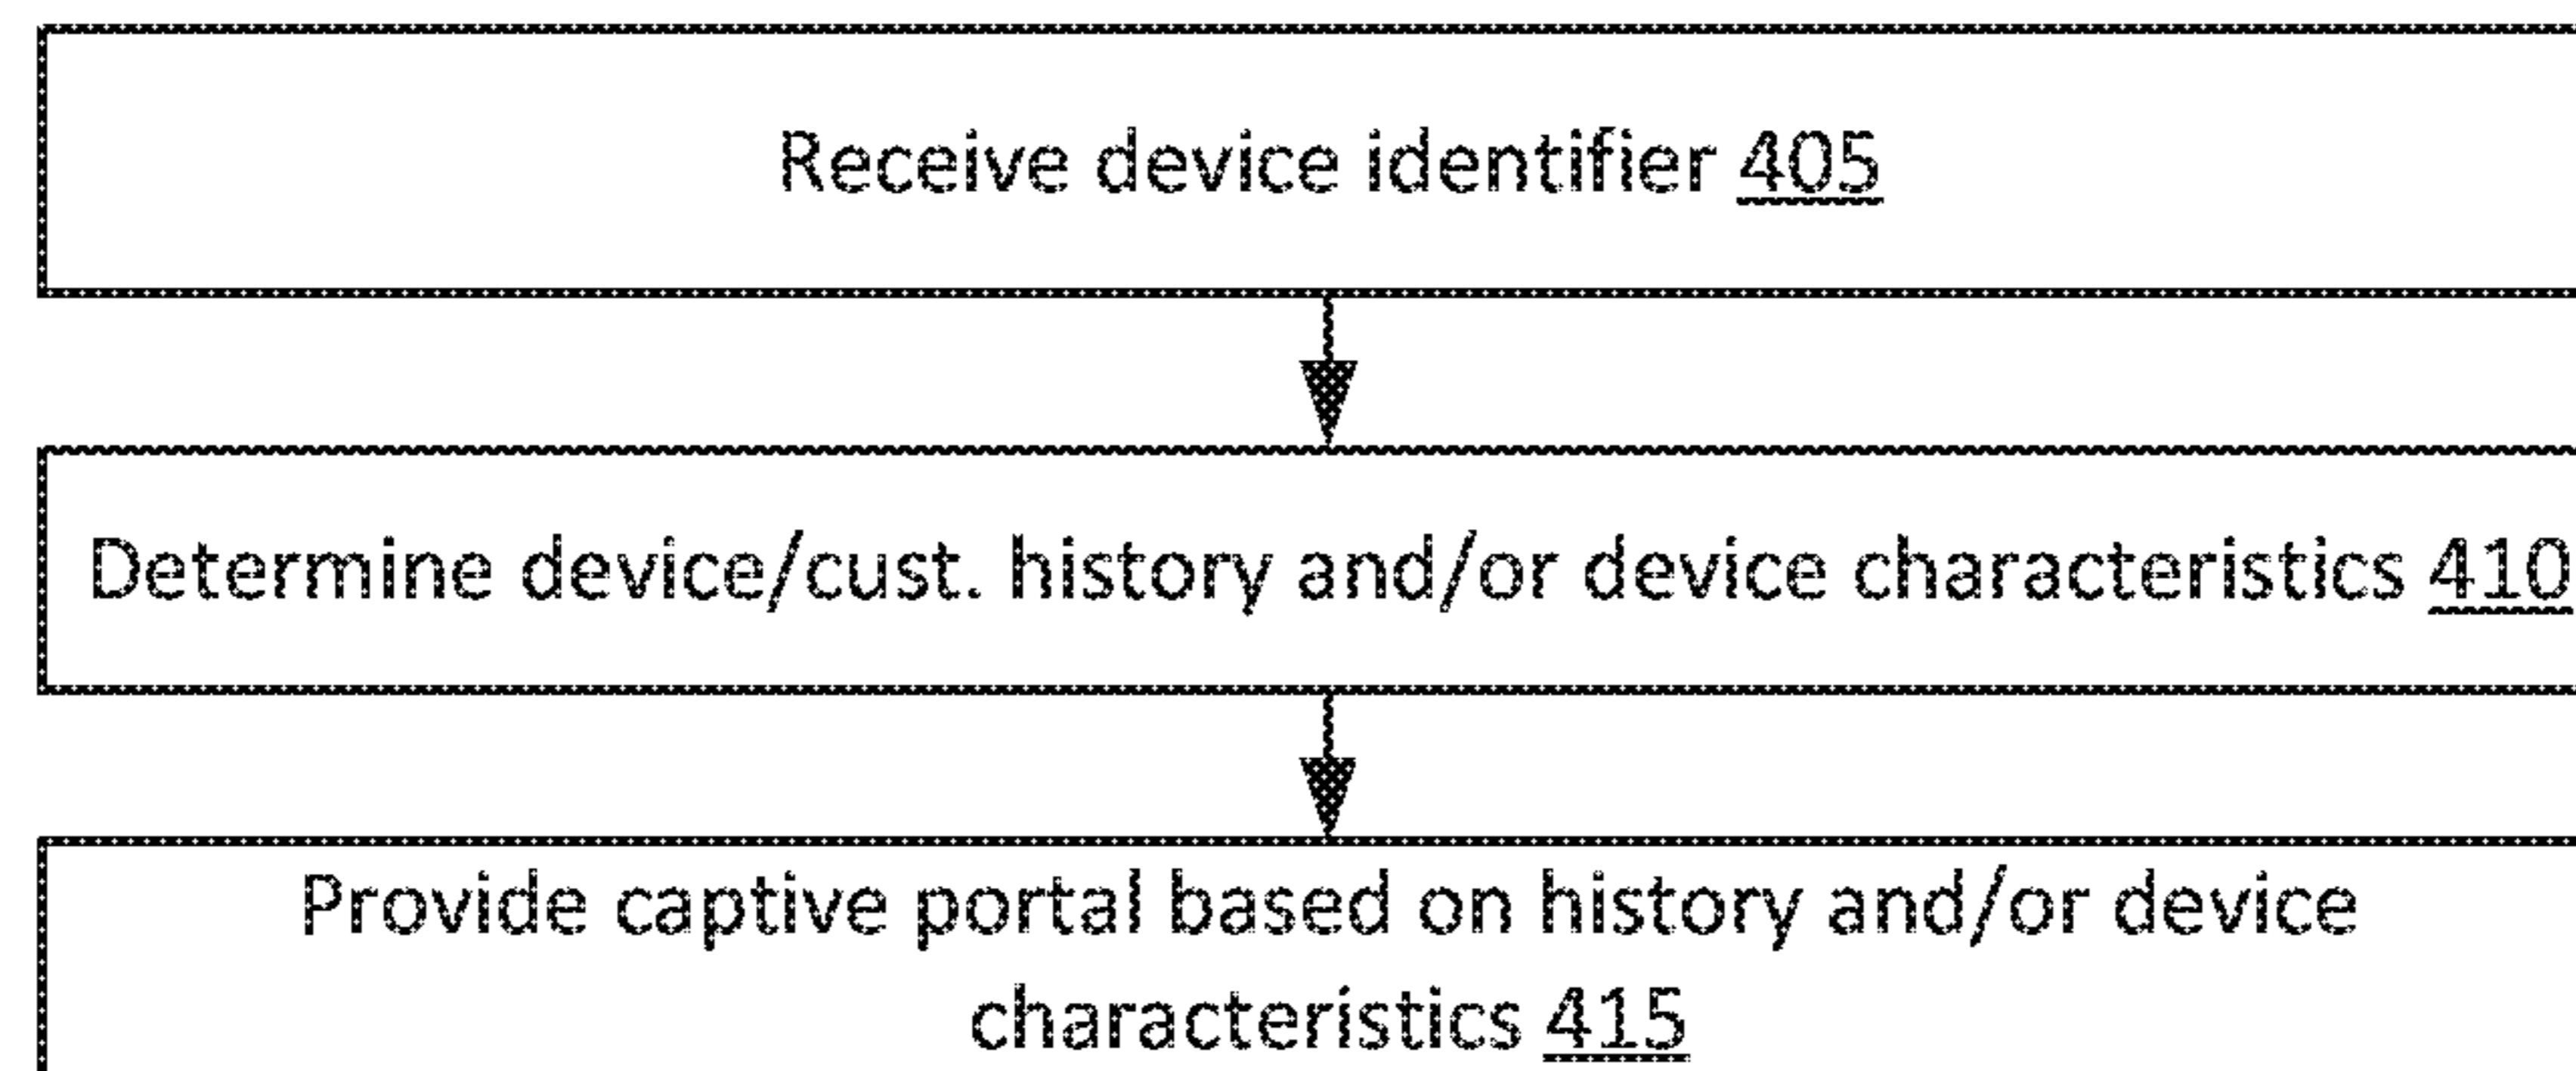 Receive device identifier 405
Determine device/cust. history and/or device characteristics 410
Provide captive portal based on history and/or device
characteristics 415